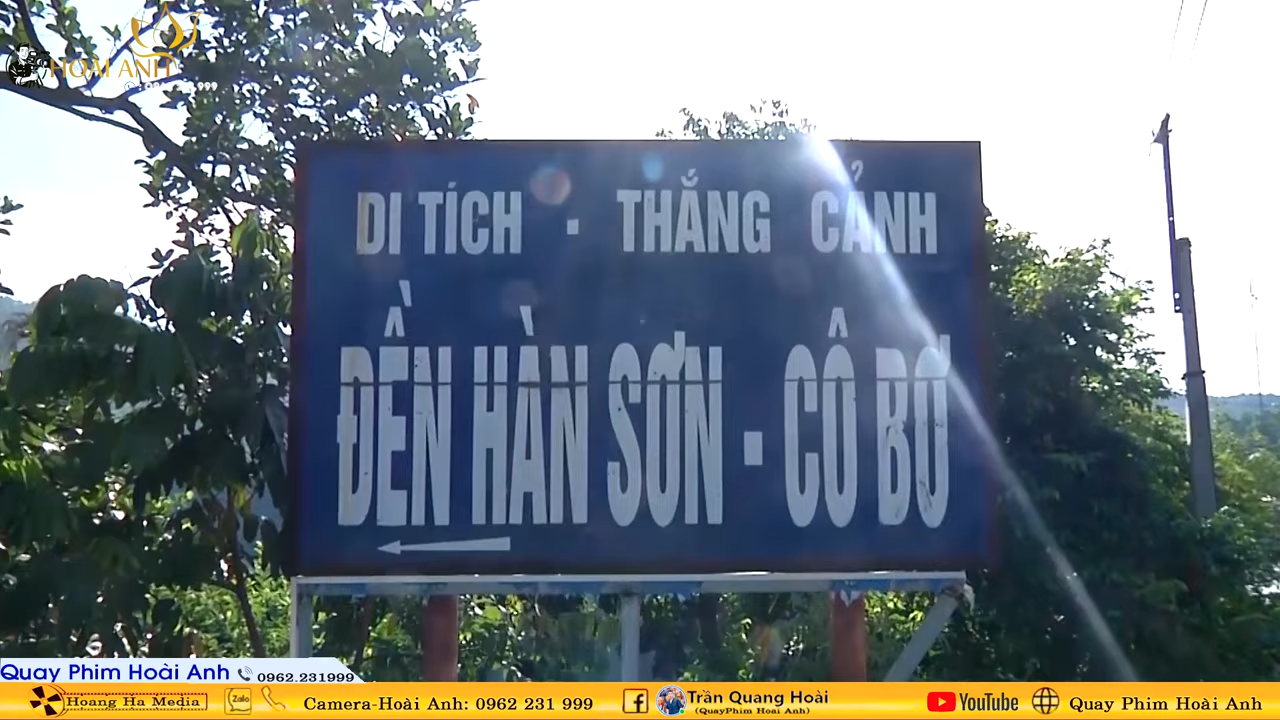 HOÀI ANH
DI TÍCH - THẮNG CẢNH
ĐỀN HÀN SƠN - CÔ BƠ
Quay Phim Hoài Anh 0962.231999
Hoang Ha Media Zalo Camera-Hoài Anh: 0962 231 999 Trần Quang Hoài YouTube Quay Phim Hoài Anh
(QuayPhim Hoài Anh)